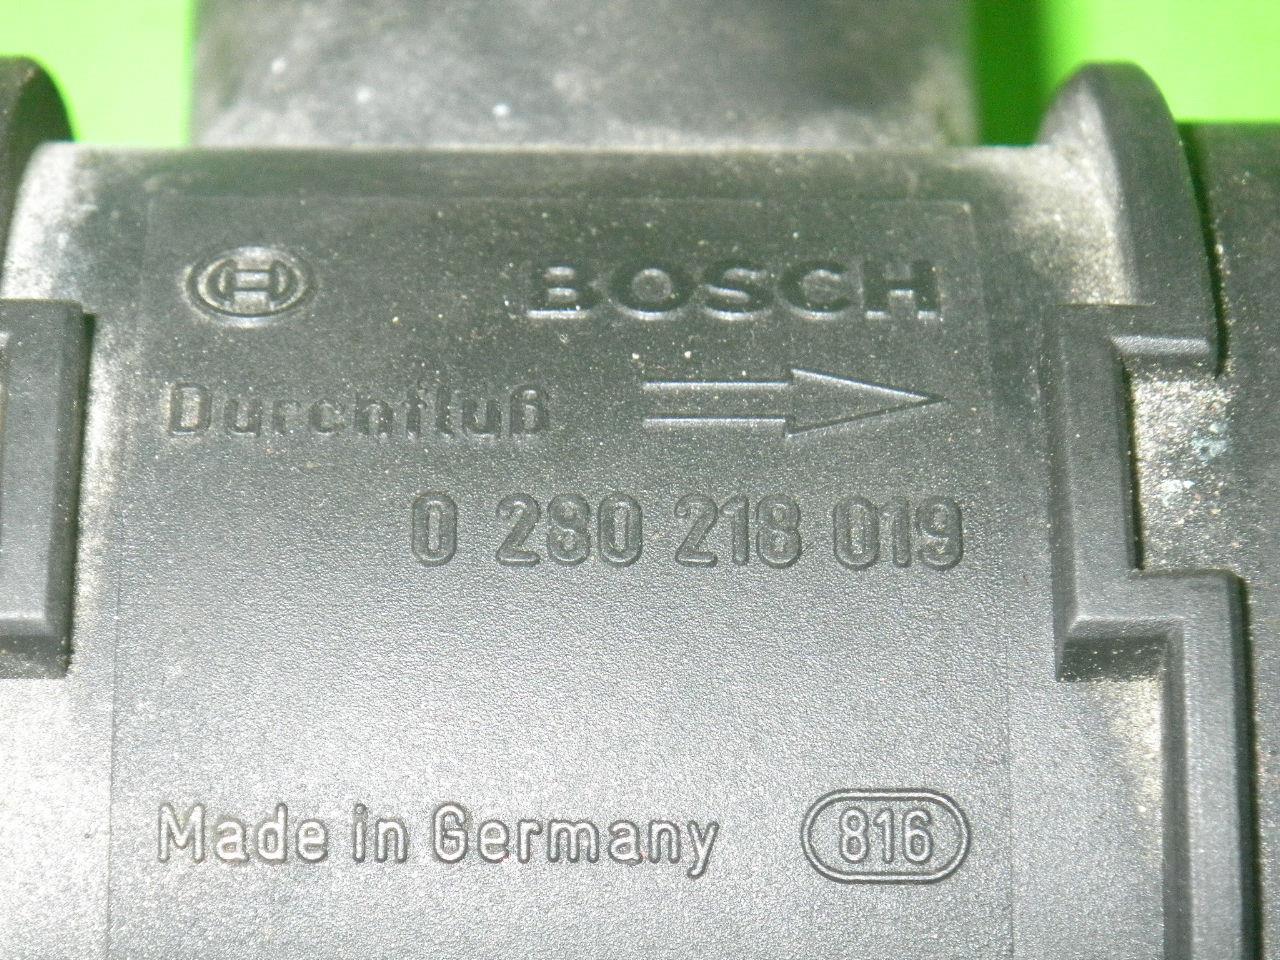 BOSCH
Durchfluß
0 280 218 019
Made in Germany 816